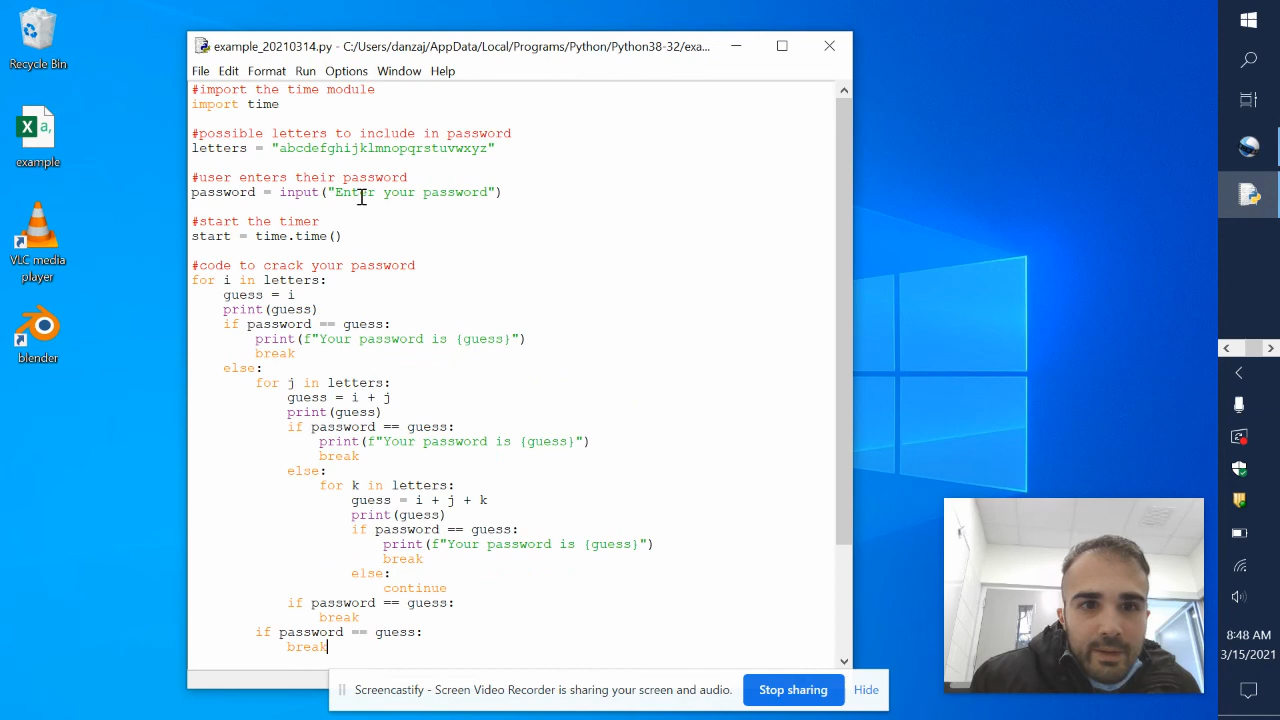 Recycle Bin
example
VLC media
player
blender
example_20210314.py - C:/Users/danzaj/AppData/Local/Programs/Python/Python38-32/exa...
File Edit Format Run Options Window Help
#import the time module
import time
#possible letters to include in password
letters = "abcdefghijklmnopqrstuvwxyz"
#user enters their password
password = input("Enter your password")
#start the timer
start = time.time()
#code to crack your password
for i in letters:
    guess = i
    print(guess)
    if password == guess:
        print(f"Your password is {guess}")
        break
    else:
        for j in letters:
            guess = i + j
            print(guess)
            if password == guess:
                print(f"Your password is {guess}")
                break
            else:
                for k in letters:
                    guess = i + j + k
                    print(guess)
                    if password == guess:
                        print(f"Your password is {guess}")
                        break
                    else:
                        continue
            if password == guess:
                break
        if password == guess:
            break
Screencastify - Screen Video Recorder is sharing your screen and audio. Stop sharing Hide
8:48 AM
3/15/2021